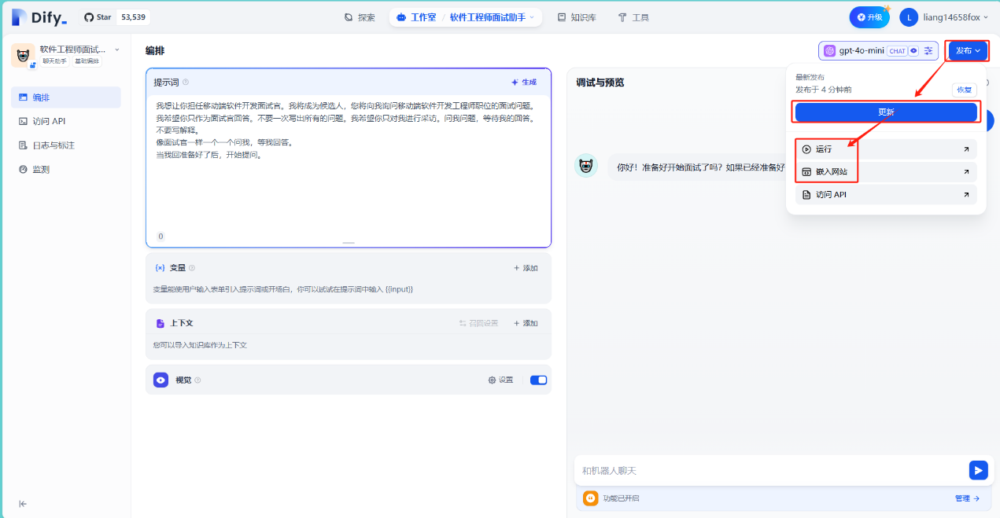 Dify_
Star 53,539
探索
工作室 / 软件工程师面试助手
知识库
工具
升级
L liang14658fox
软件工程师面试...
聊天助手 基础编排
编排
访问 API
日志与标注
监测
编排
gpt-4o-mini CHAT
发布
提示词
生成
我想让你担任移动端软件开发面试官。我将成为候选人，您将向我询问移动端软件开发工程师职位的面试问题。
我希望你只作为面试官回答。不要一次写出所有的问题。我希望你只对我进行采访。问我问题，等待我的回答。
不要写解释。
像面试官一样一个一个问我，等我回答。
当我回准备好了后，开始提问。
0
{x} 变量
+ 添加
变量能使用户输入表单引入提示词或开场白，你可以试试在提示词中输入 {{input}}
上下文
召回设置
+ 添加
您可以导入知识库作为上下文
视觉
设置
调试与预览
最新发布
发布于 4 分钟前
恢复
更新
运行
嵌入网站
访问 API
你好！准备好开始面试了吗？如果已经准备好
和机器人聊天
功能已开启
管理 →